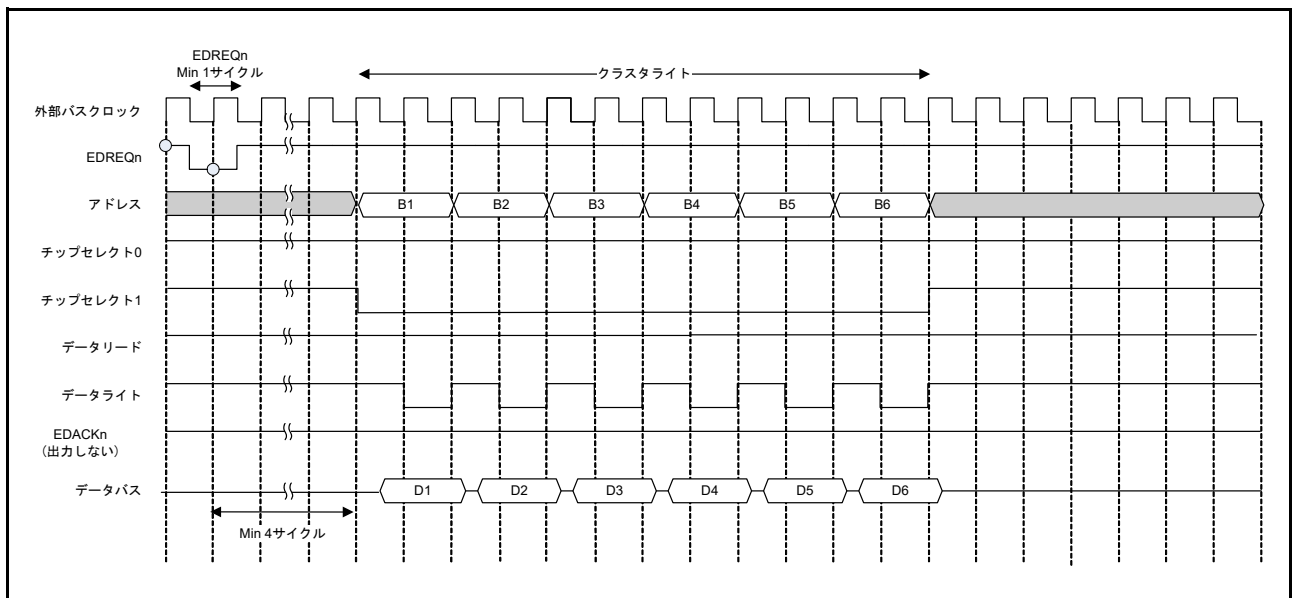 EDREQn
Min 1サイクル
クラスタライト
外部バスクロック
EDREQn
アドレス
B1 B2 B3 B4 B5 B6
チップセレクト0
チップセレクト1
データリード
データライト
EDACKn
(出力しない)
データバス
D1 D2 D3 D4 D5 D6
Min 4サイクル